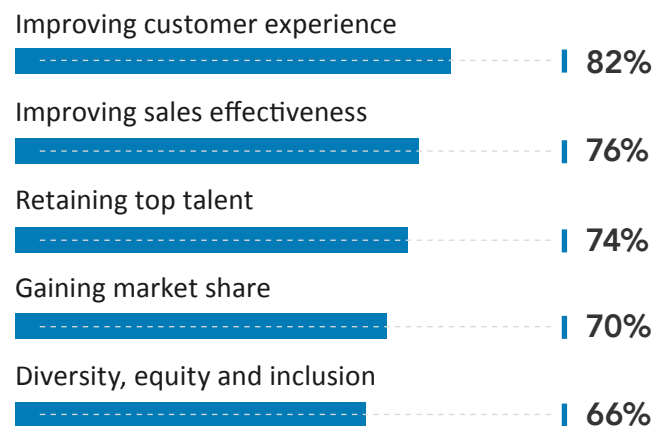 Improving customer experience
82%
Improving sales effectiveness
76%
Retaining top talent
74%
Gaining market share
70%
Diversity, equity and inclusion
66%